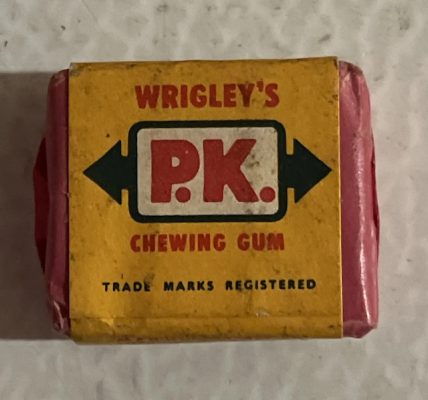 WRIGLEY'S
P.K.
CHEWING GUM
TRADE MARKS REGISTERED